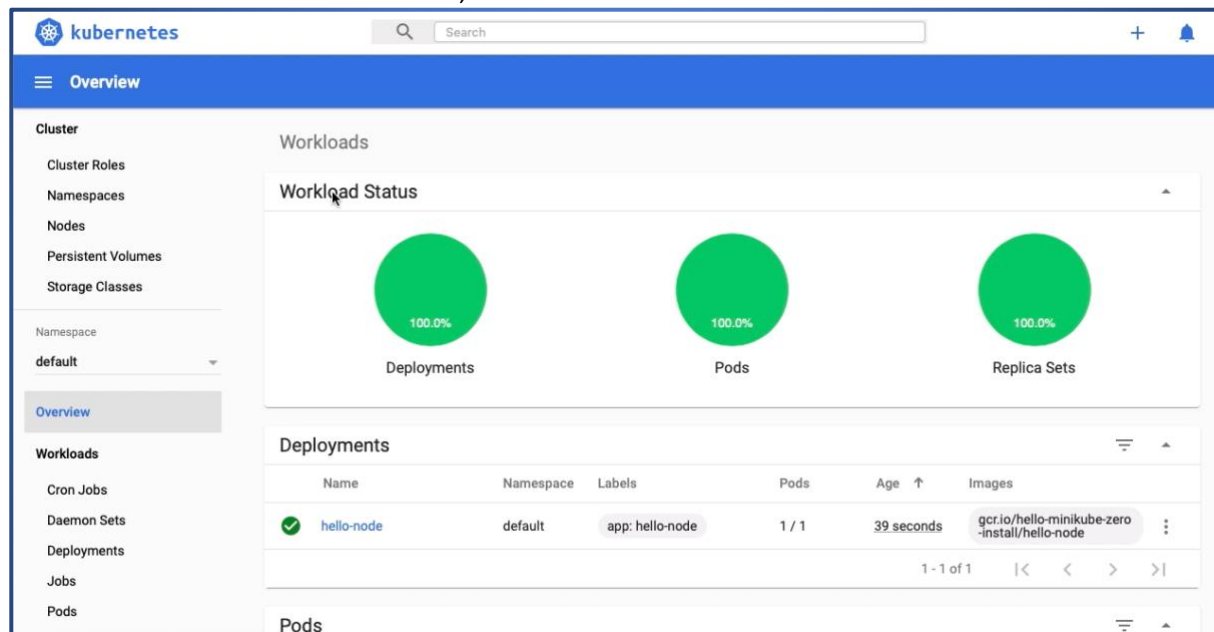 kubernetes
Search
Overview
Cluster
Cluster Roles
Namespaces
Nodes
Persistent Volumes
Storage Classes
Namespace
default
Overview
Workloads
Cron Jobs
Daemon Sets
Deployments
Jobs
Pods
Workloads
Workload Status
100.0% 100.0% 100.0%
Deployments Pods Replica Sets
Deployments
Name Namespace Labels Pods Age ↑ Images
hello-node default app: hello-node 1 / 1 39 seconds gcr.io/hello-minikube-zero
-install/hello-node
1 - 1 of 1 |< < > >|
Pods